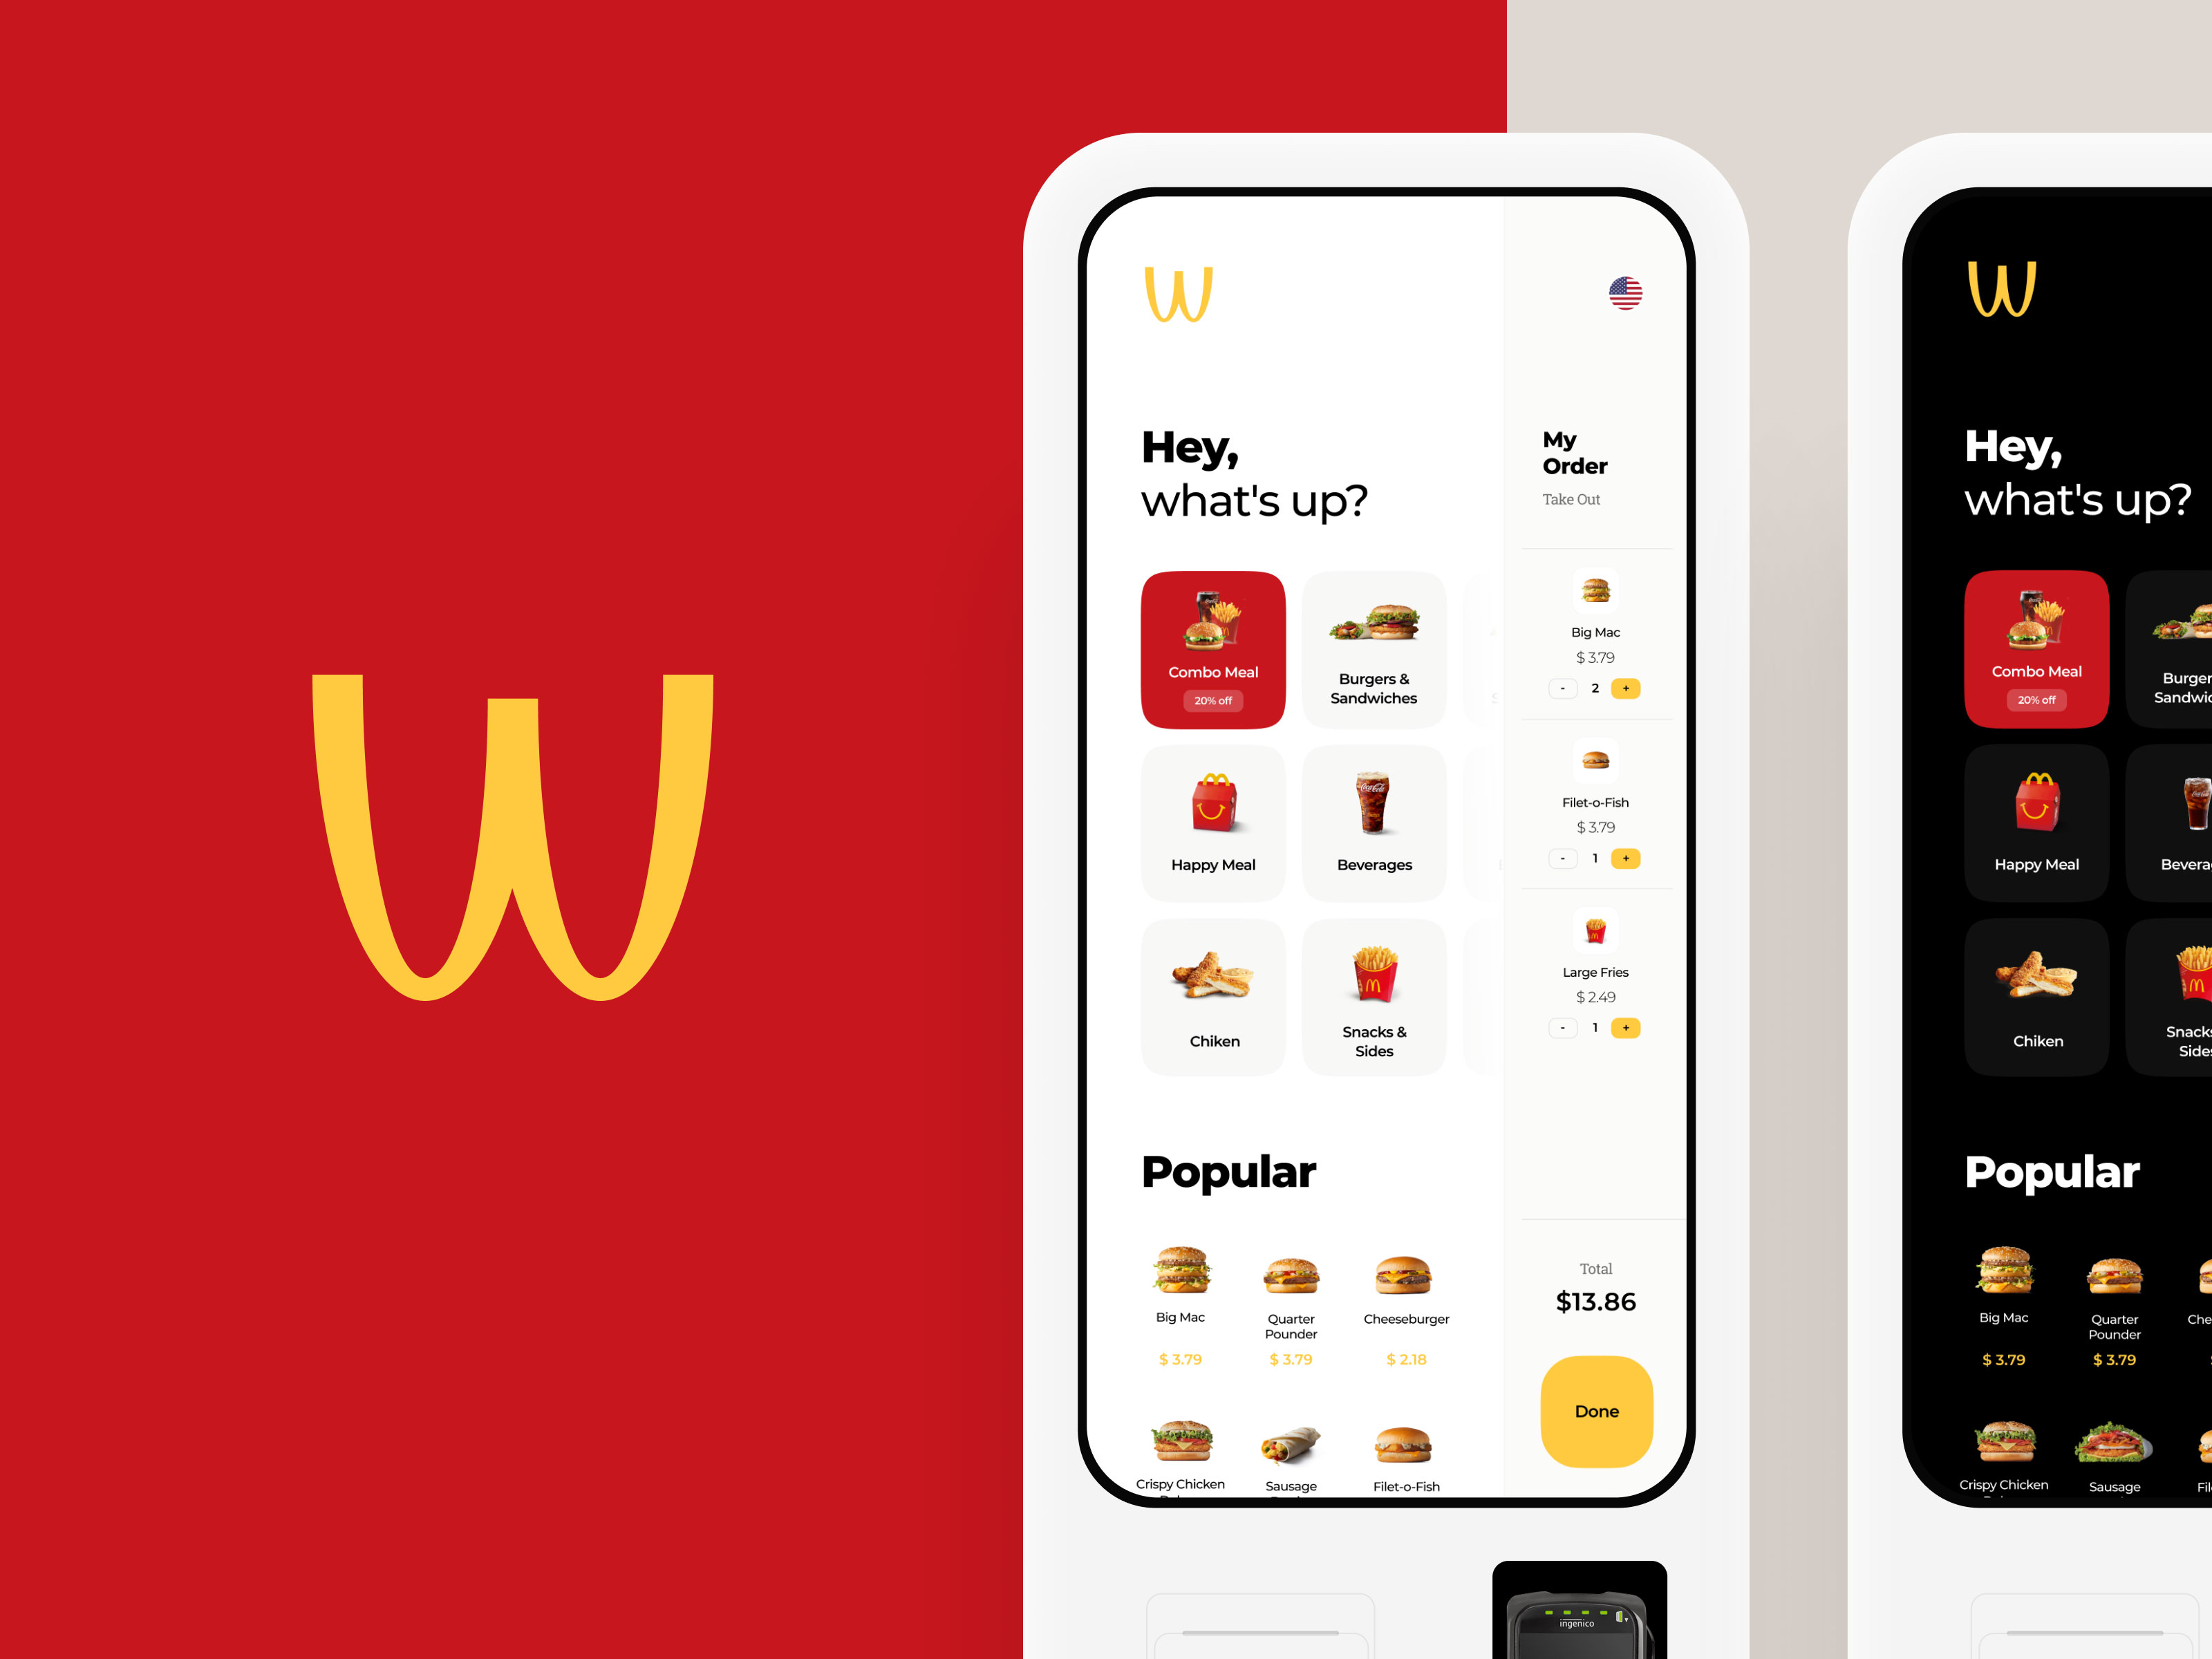 Hey,
what's up?
Combo Meal
20% off
Burgers &
Sandwiches
Happy Meal
Coca-Cola
Beverages
Chiken
Snacks &
Sides
Popular
Big Mac
$ 3.79
Quarter
Pounder
$ 3.79
Cheeseburger
$ 2.18
Crispy Chicken
Sausage
Filet-o-Fish
My
Order
Take Out
Big Mac
$ 3.79
- 2 +
Filet-o-Fish
$ 3.79
- 1 +
Large Fries
$ 2.49
- 1 +
Total
$13.86
Done
ingenico
Hey,
what's up?
Combo Meal
20% off
Happy Meal
Chiken
Popular
Big Mac
$ 3.79
Quarter
Pounder
$ 3.79
Crispy Chicken
Sausage